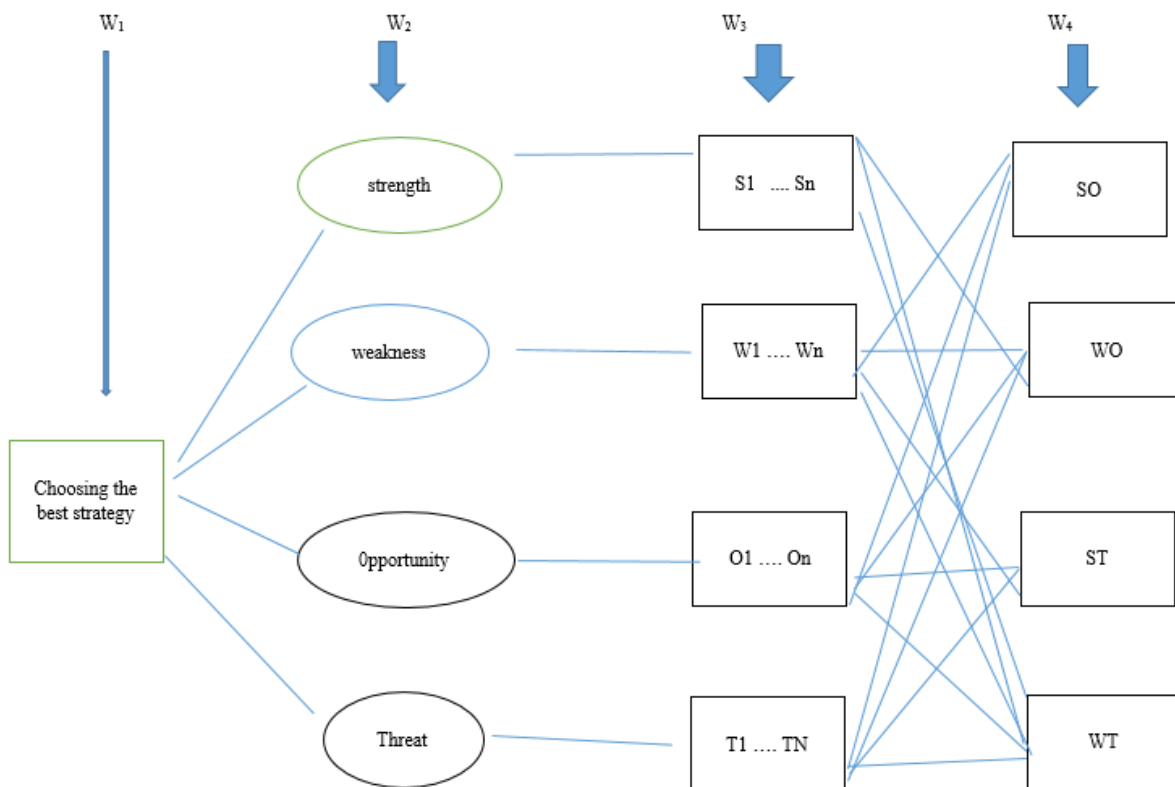 W₁
W₂
W₃
W₄
strength
S1 .... Sn
SO
weakness
W1 .... Wn
WO
Choosing the
best strategy
0pportunity
O1 .... On
ST
Threat
T1 .... TN
WT